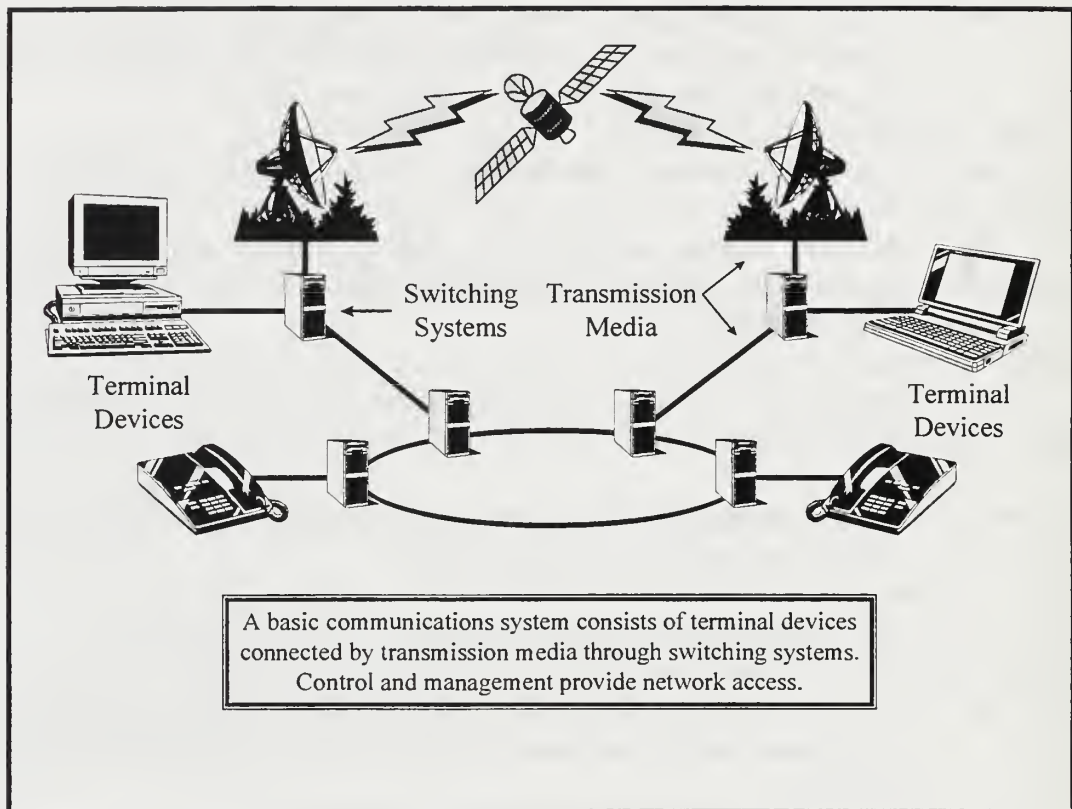 Switching
Systems
Transmission
Media
Terminal
Devices
Terminal
Devices
A basic communications system consists of terminal devices
connected by transmission media through switching systems.
Control and management provide network access.